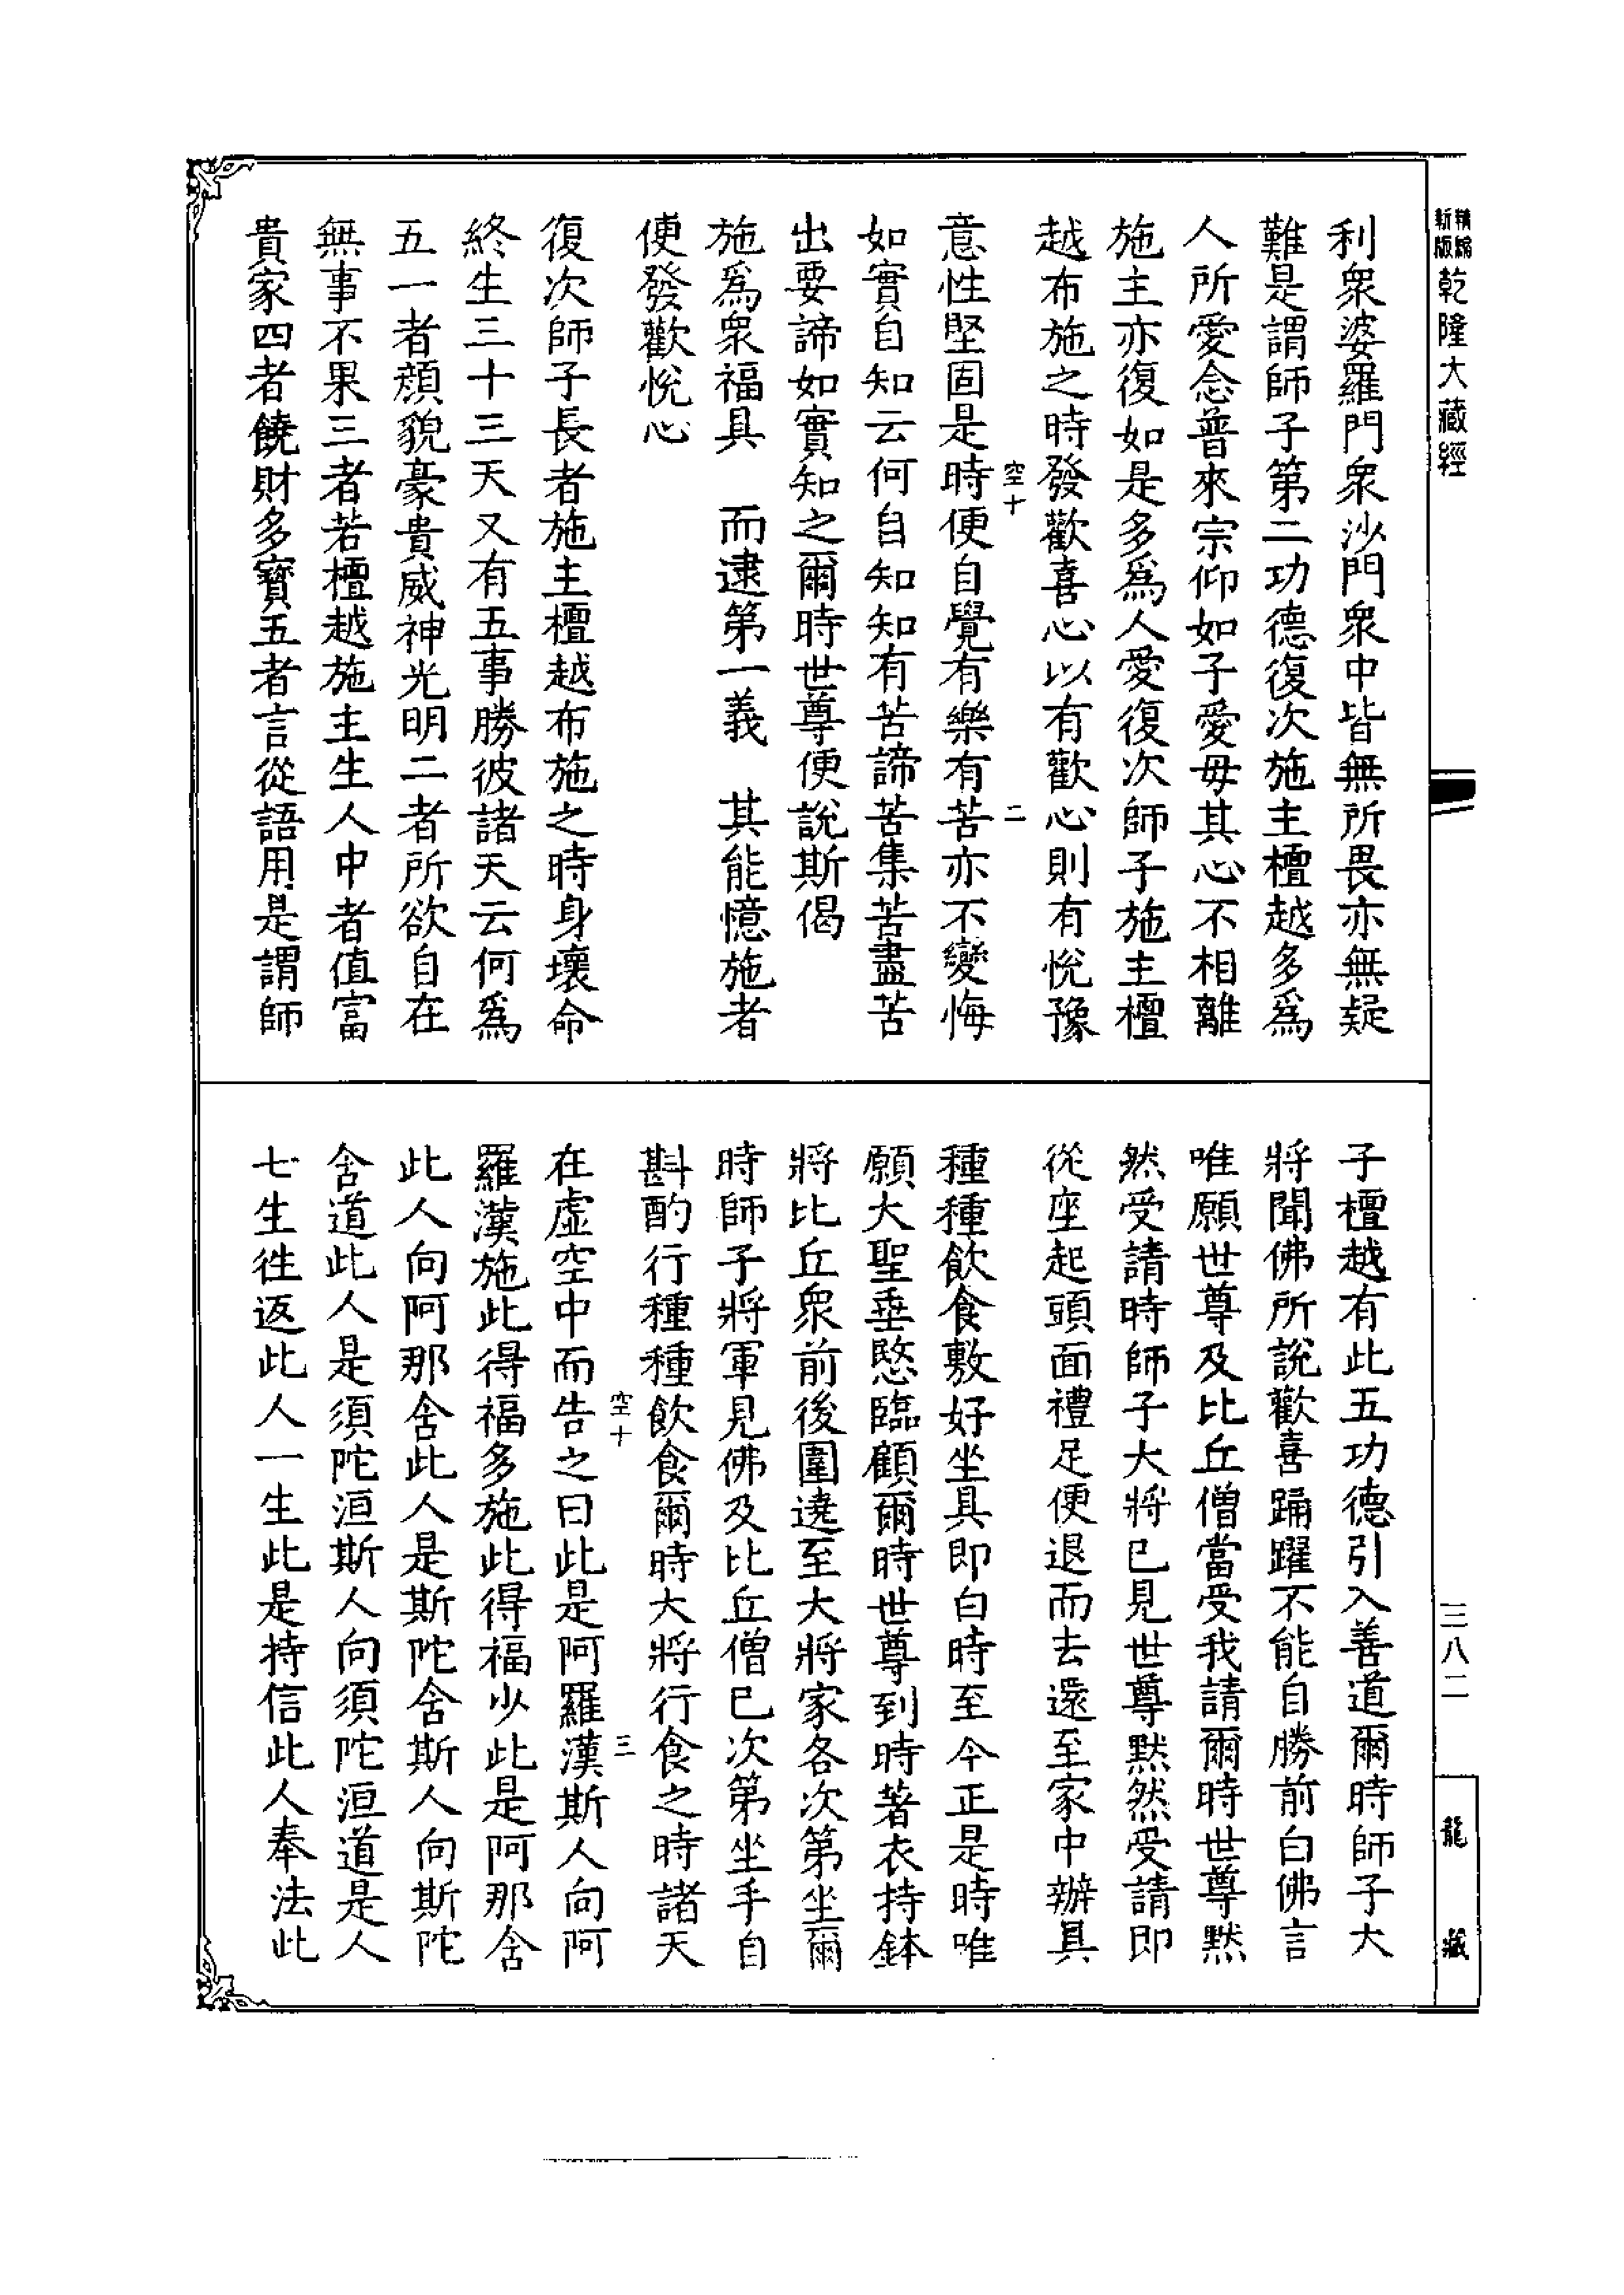 精編
新版
乾隆大藏經
利衆婆羅門衆沙門衆中皆無所畏亦無疑
難是謂師子第二功德復次施主檀越多爲
人所愛念普來宗仰如子愛母其心不相離
施主亦復如是多爲人愛復次師子施主檀
越布施之時發歡喜心以有歡心則有悅豫
空十 二
意性堅固是時便自覺有樂有苦亦不變悔
如實自知云何自知知有苦諦苦集苦盡苦
出要諦如實知之爾時世尊便說斯偈
施爲衆福具 而逮第一義 其能憶施者
便發歡悅心
復次師子長者施主檀越布施之時身壞命
終生三十三天又有五事勝彼諸天云何爲
五一者顏貌豪貴威神光明二者所欲自在
無事不果三者若檀越施主生人中者值富
貴家四者饒財多寶五者言從語用是謂師
子檀越有此五功德引入善道爾時師子大
將聞佛所說歡喜踊躍不能自勝前白佛言
唯願世尊及比丘僧當受我請爾時世尊默
然受請時師子大將已見世尊默然受請即
從座起頭面禮足便退而去還至家中辦具
種種飲食敷好坐具即白時至今正是時唯
願大聖垂愍臨顧爾時世尊到時著衣持鉢
將比丘衆前後圍遶至大將家各次第坐爾
時師子將軍見佛及比丘僧已次第坐手自
斟酌行種種飲食爾時大將行食之時諸天
空十 三
在虛空中而告之曰此是阿羅漢斯人向阿
羅漢施此得福多施此得福少此是阿那含
此人向阿那含此人是斯陀含斯人向斯陀
含道此人是須陀洹斯人向須陀洹道是人
七生徃返此人一生此是持信此人奉法此
三八二
龍藏